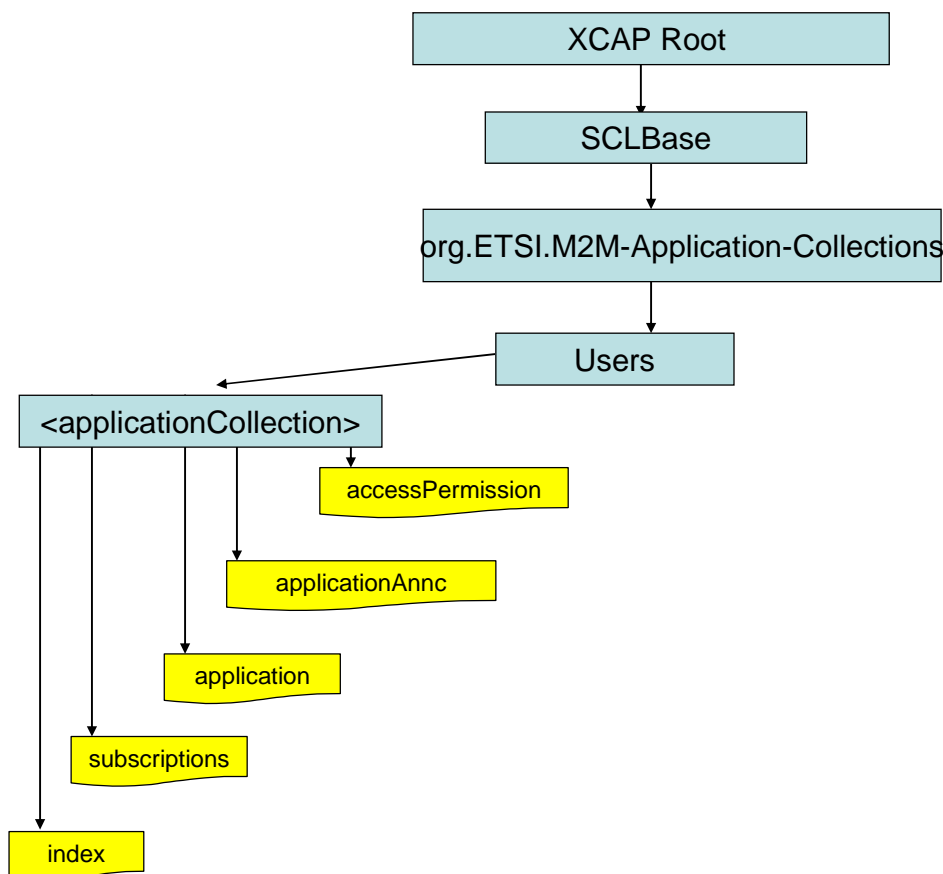 XCAP Root
SCLBase
org.ETSI.M2M-Application-Collections
Users
<applicationCollection>
accessPermission
applicationAnnc
application
subscriptions
index